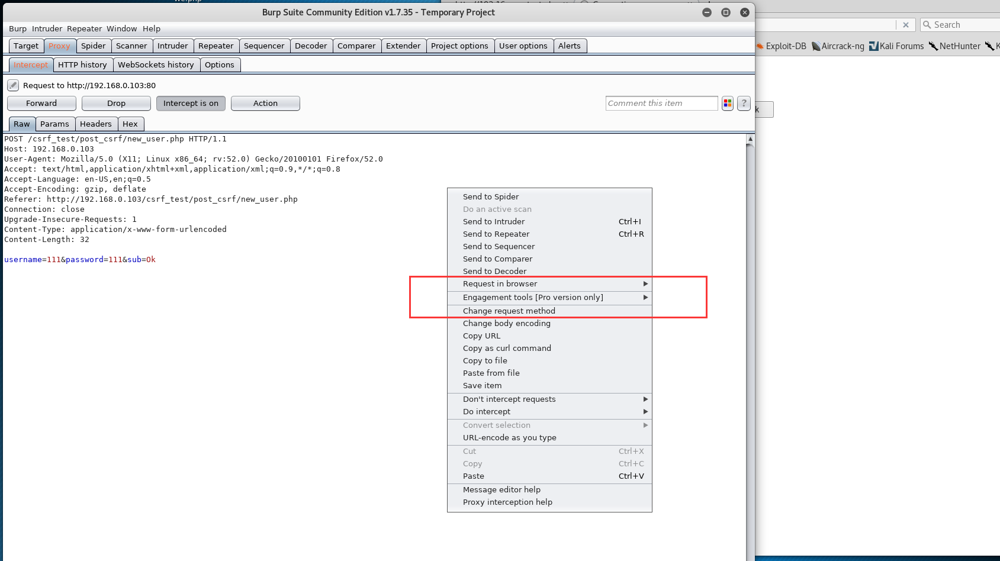 Burp Suite Community Edition v1.7.35 - Temporary Project
Burp Intruder Repeater Window Help
Search
Target Proxy Spider Scanner Intruder Repeater Sequencer Decoder Comparer Extender Project options User options Alerts
Exploit-DB Aircrack-ng Kali Forums NetHunter K
Intercept HTTP history WebSockets history Options
Request to http://192.168.0.103:80
Forward Drop Intercept is on Action Comment this item ?
k
Raw Params Headers Hex
POST /csrf_test/post_csrf/new_user.php HTTP/1.1
Host: 192.168.0.103
User-Agent: Mozilla/5.0 (X11; Linux x86_64; rv:52.0) Gecko/20100101 Firefox/52.0
Accept: text/html,application/xhtml+xml,application/xml;q=0.9,*/*;q=0.8
Accept-Language: en-US,en;q=0.5
Accept-Encoding: gzip, deflate
Referer: http://192.168.0.103/csrf_test/post_csrf/new_user.php
Connection: close
Upgrade-Insecure-Requests: 1
Content-Type: application/x-www-form-urlencoded
Content-Length: 32
username=111&password=111&sub=Ok
Send to Spider
Do an active scan
Send to Intruder Ctrl+I
Send to Repeater Ctrl+R
Send to Sequencer
Send to Comparer
Send to Decoder
Request in browser
Engagement tools [Pro version only]
Change request method
Change body encoding
Copy URL
Copy as curl command
Copy to file
Paste from file
Save item
Don't intercept requests
Do intercept
Convert selection
URL-encode as you type
Cut Ctrl+X
Copy Ctrl+C
Paste Ctrl+V
Message editor help
Proxy interception help